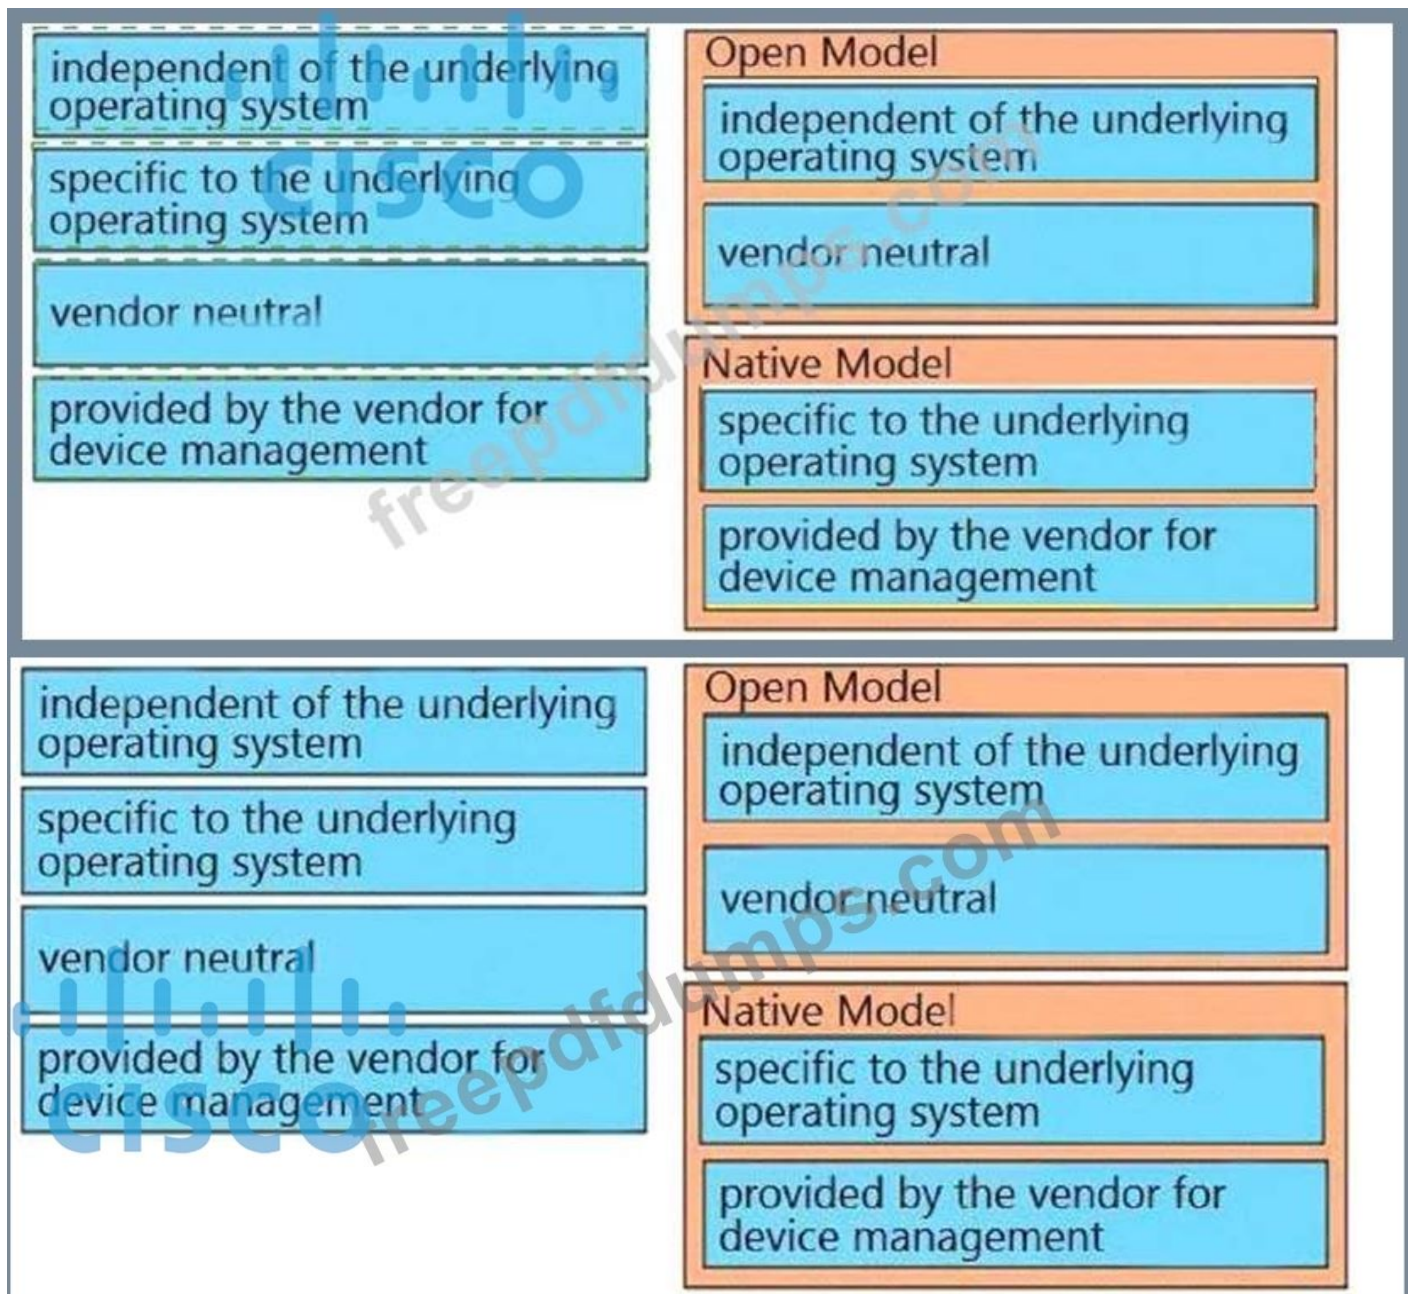 independent of the underlying
operating system
specific to the underlying
operating system
vendor neutral
provided by the vendor for
device management
Open Model
independent of the underlying
operating system
vendor neutral
Native Model
specific to the underlying
operating system
provided by the vendor for
device management
cisco
freepdfdumps.com
independent of the underlying
operating system
specific to the underlying
operating system
vendor neutral
provided by the vendor for
device management
Open Model
independent of the underlying
operating system
vendor neutral
Native Model
specific to the underlying
operating system
provided by the vendor for
device management
cisco
freepdfdumps.com